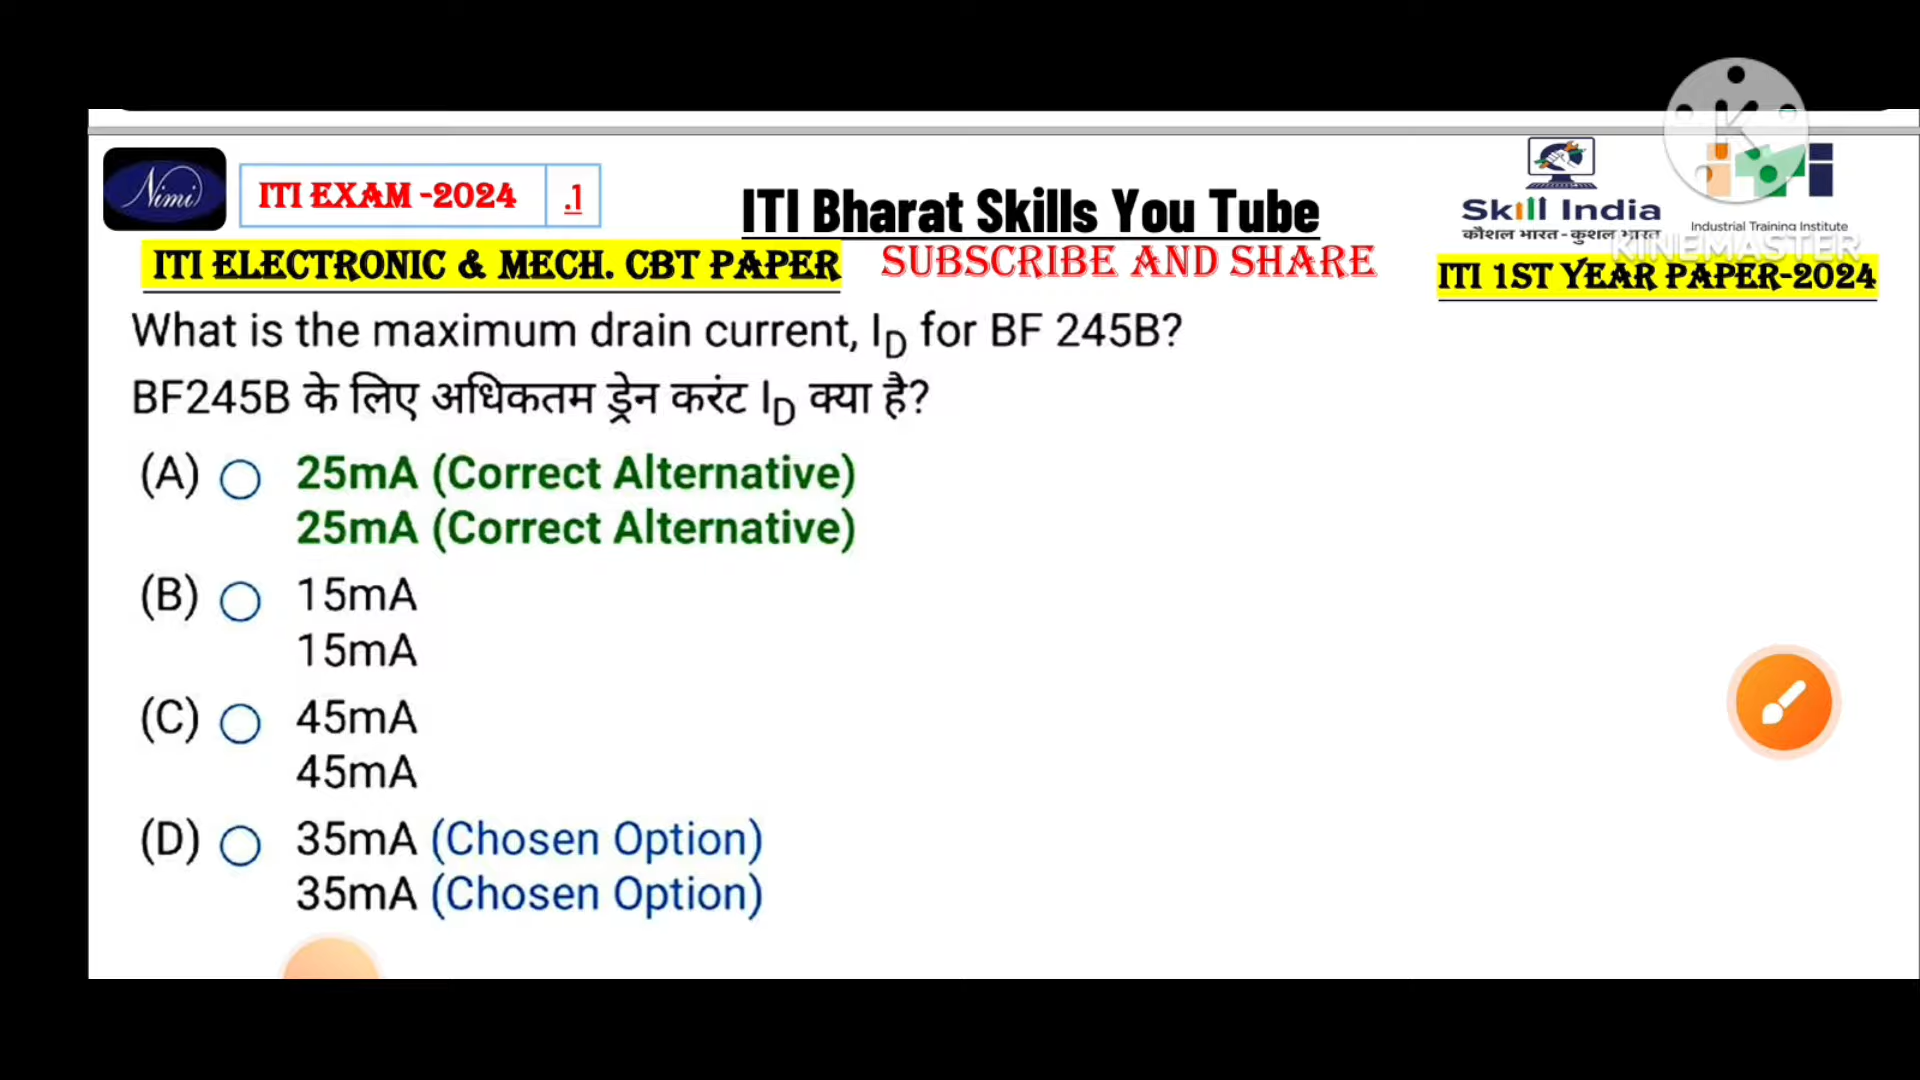 Nimi
ITI EXAM -2024 .1
ITI Bharat Skills You Tube
Skill India
कौशल भारत-कुशल भारत
Industrial Training Institute
KINEMASTER
ITI ELECTRONIC & MECH. CBT PAPER
SUBSCRIBE AND SHARE
ITI 1ST YEAR PAPER-2024
What is the maximum drain current, ID for BF 245B?
BF245B के लिए अधिकतम ड्रेन करंट ID क्या है?
(A) 25mA (Correct Alternative)
25mA (Correct Alternative)
(B) 15mA
15mA
(C) 45mA
45mA
(D) 35mA (Chosen Option)
35mA (Chosen Option)